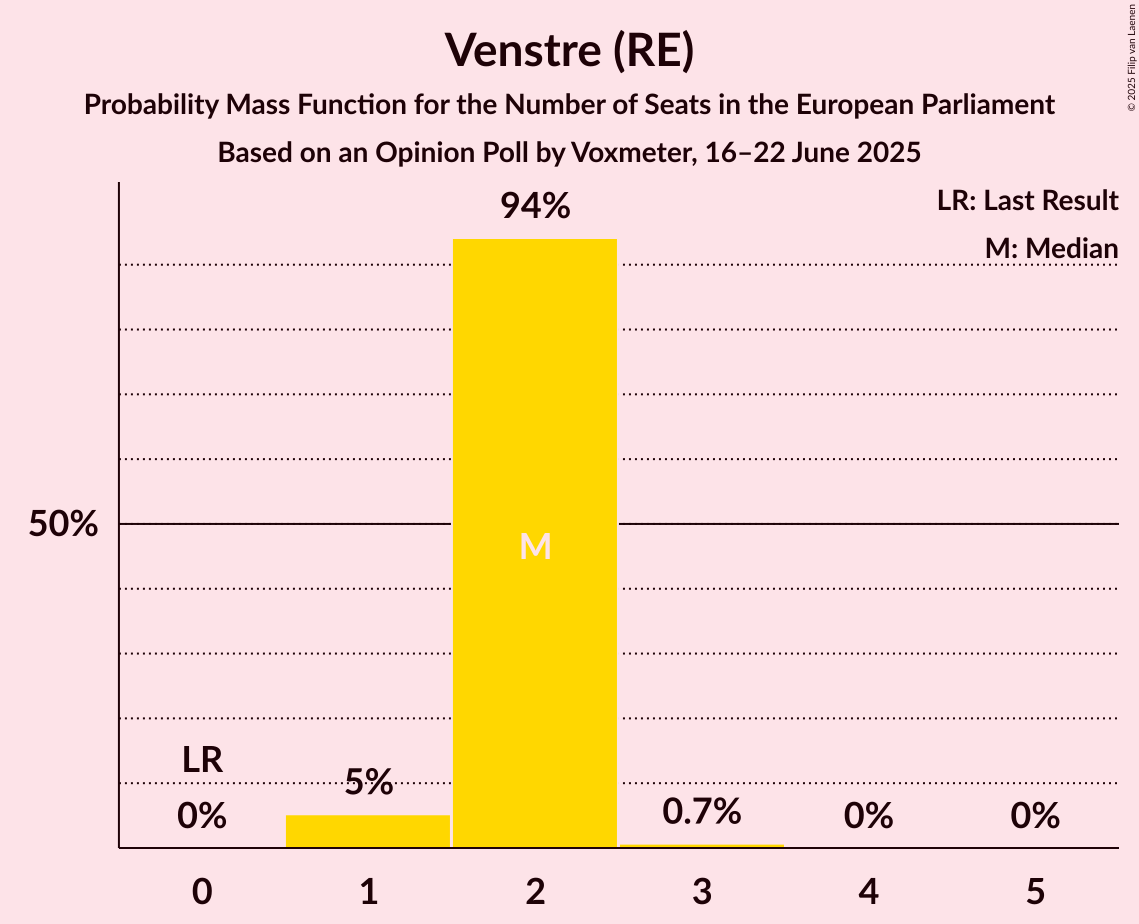 Venstre (RE)
Probability Mass Function for the Number of Seats in the European Parliament
Based on an Opinion Poll by Voxmeter, 16–22 June 2025
© 2025 Filip van Laenen
LR: Last Result
M: Median
94%
50%
M
LR
0%
5%
0.7%
0%
0%
0 1 2 3 4 5